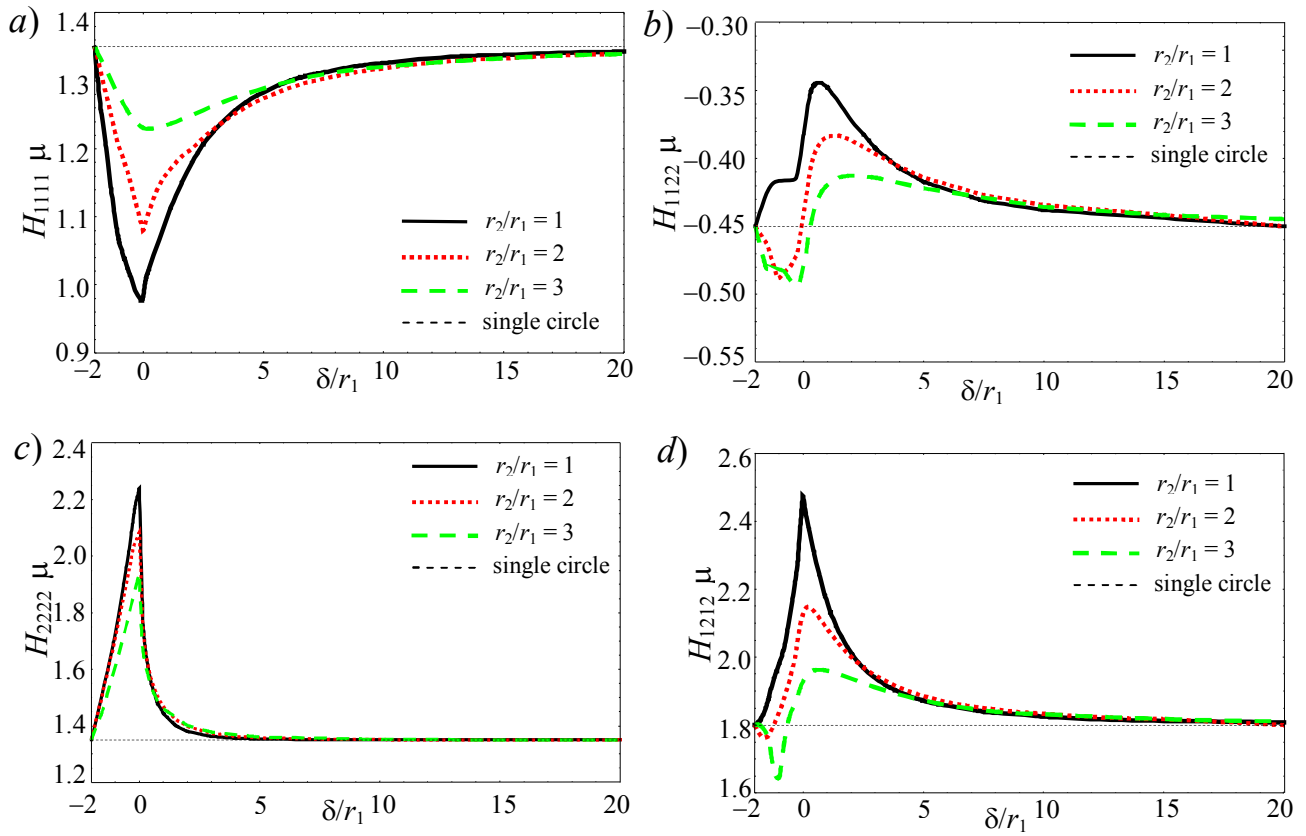 a)
1.4
1.3
1.2
1.1
1.0
0.9
H1111 μ
r2/r1 = 1
r2/r1 = 2
r2/r1 = 3
single circle
−2 0 5 10 15 20
δ/r1
b)
−0.30
−0.35
−0.40
−0.45
−0.50
−0.55
H1122 μ
r2/r1 = 1
r2/r1 = 2
r2/r1 = 3
single circle
−2 0 5 10 15 20
δ/r1
c)
2.4
2.2
2.0
1.8
1.6
1.4
1.2
H2222 μ
r2/r1 = 1
r2/r1 = 2
r2/r1 = 3
single circle
−2 0 5 10 15 20
δ/r1
d)
2.6
2.4
2.2
2.0
1.8
1.6
H1212 μ
r2/r1 = 1
r2/r1 = 2
r2/r1 = 3
single circle
−2 0 5 10 15 20
δ/r1